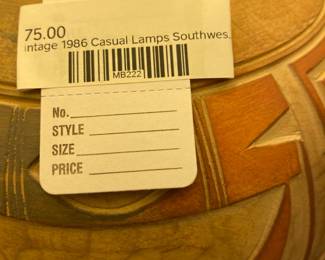 75.00
intage 1986 Casual Lamps Southwes
MB222
No.
STYLE
SIZE
PRICE